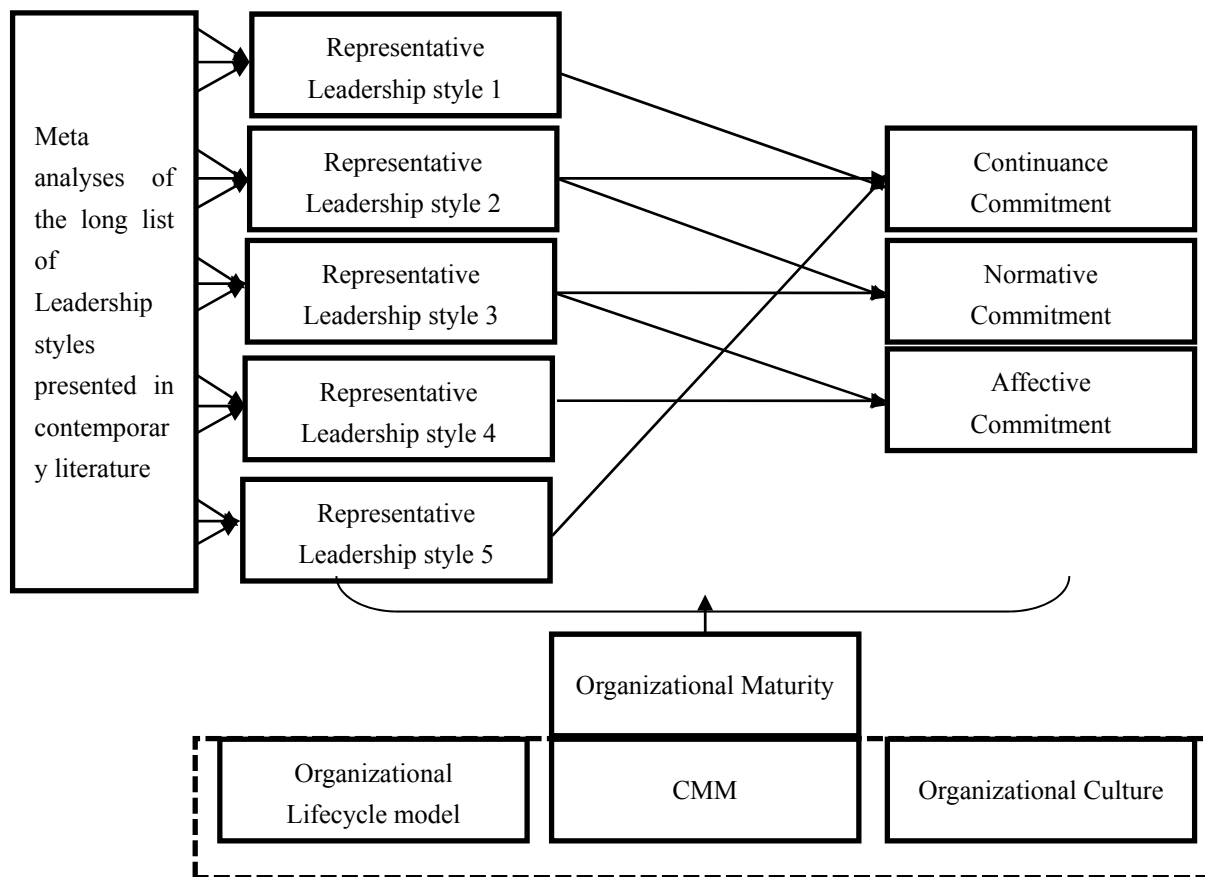 Meta
analyses of
the long list
of
Leadership
styles
presented in
contemporar
y literature
Representative
Leadership style 1
Representative
Leadership style 2
Representative
Leadership style 3
Representative
Leadership style 4
Representative
Leadership style 5
Continuance
Commitment
Normative
Commitment
Affective
Commitment
Organizational Maturity
Organizational
Lifecycle model
CMM
Organizational Culture